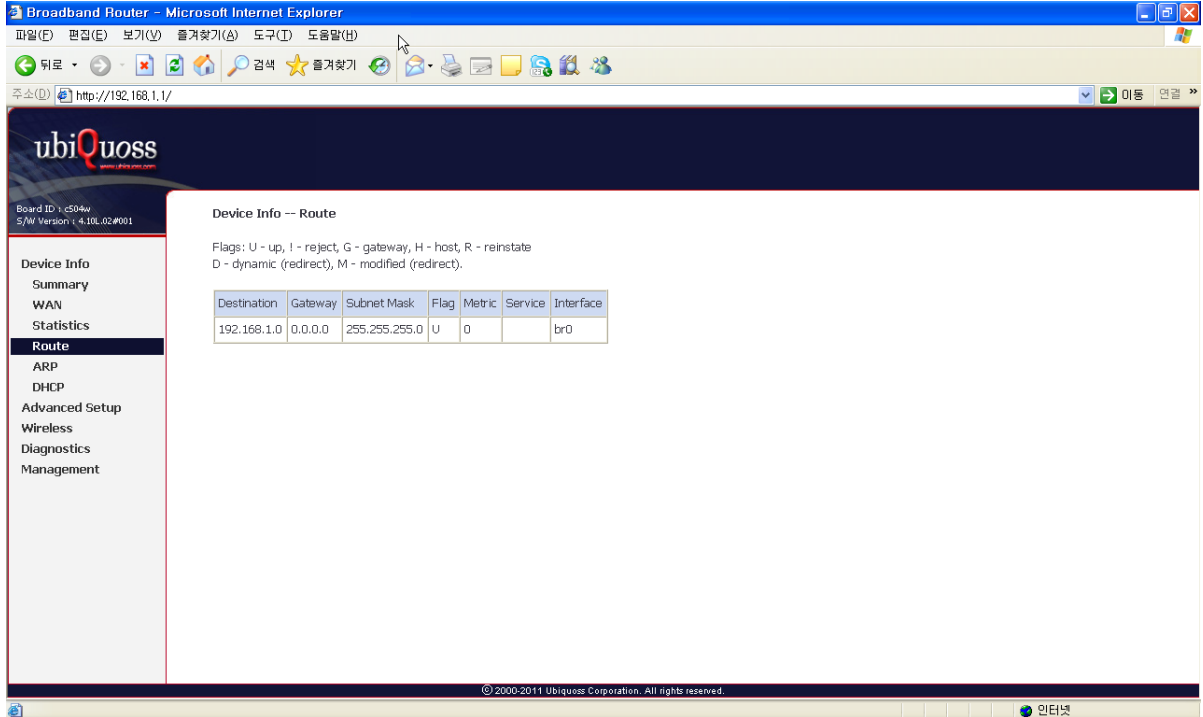 Broadband Router - Microsoft Internet Explorer
파일(F) 편집(E) 보기(V) 즐겨찾기(A) 도구(T) 도움말(H)
뒤로 검색 즐겨찾기
주소(D) http://192.168.1.1/ 이동 연결 »
ubiQuoss
www.ubiquoss.com
Board ID : c504w
S/W Version : 4.10L.02#001
Device Info
Summary
WAN
Statistics
Route
ARP
DHCP
Advanced Setup
Wireless
Diagnostics
Management
Device Info -- Route
Flags: U - up, ! - reject, G - gateway, H - host, R - reinstate
D - dynamic (redirect), M - modified (redirect).
Destination Gateway Subnet Mask Flag Metric Service Interface
192.168.1.0 0.0.0.0 255.255.255.0 U 0 br0
© 2000-2011 Ubiquoss Corporation. All rights reserved.
인터넷